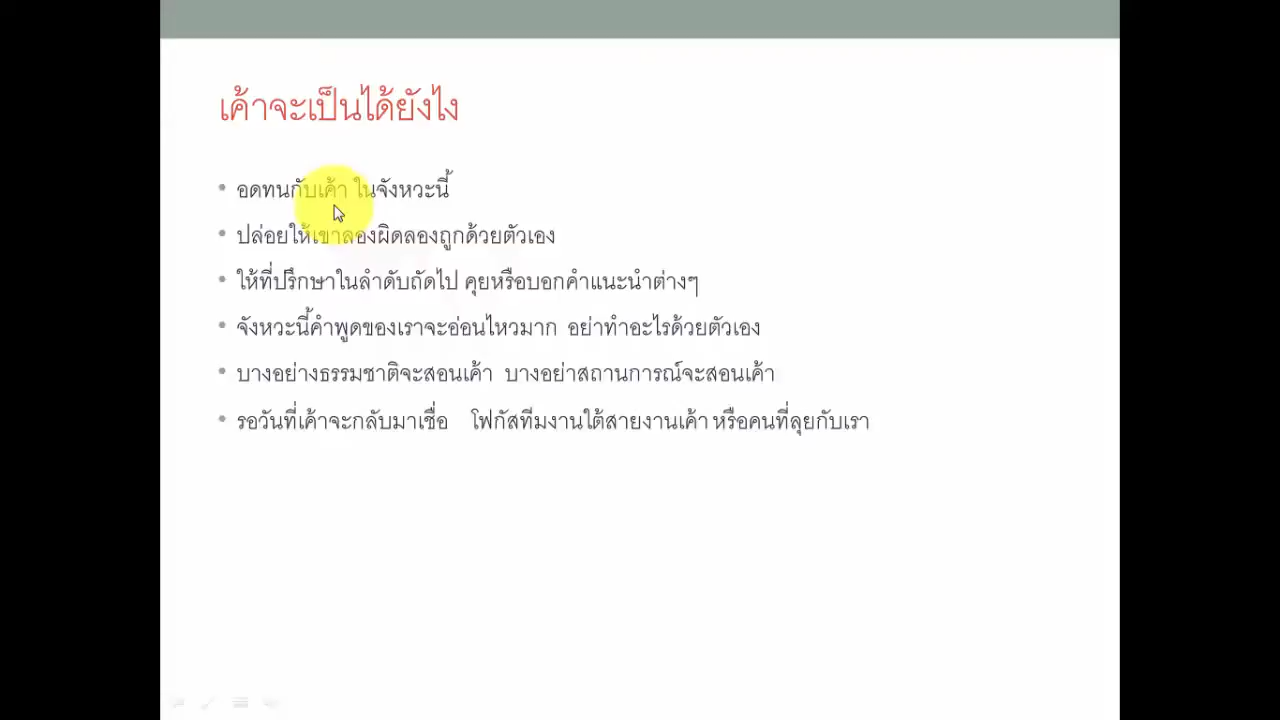 เค้าจะเป็นได้ยังไง
อดทนกับเค้า ในจังหวะนี้
ปล่อยให้เขาลองผิดลองถูกด้วยตัวเอง
ให้ที่ปรึกษาในลำดับถัดไป คุยหรือบอกคำแนะนำต่างๆ
จังหวะนี้คำพูดของเราจะอ่อนไหวมาก อย่าทำอะไรด้วยตัวเอง
บางอย่างธรรมชาติจะสอนเค้า บางอย่าสถานการณ์จะสอนเค้า
รอวันที่เค้าจะกลับมาเชื่อ โฟกัสทีมงานใต้สายงานเค้า หรือคนที่ลุยกับเรา